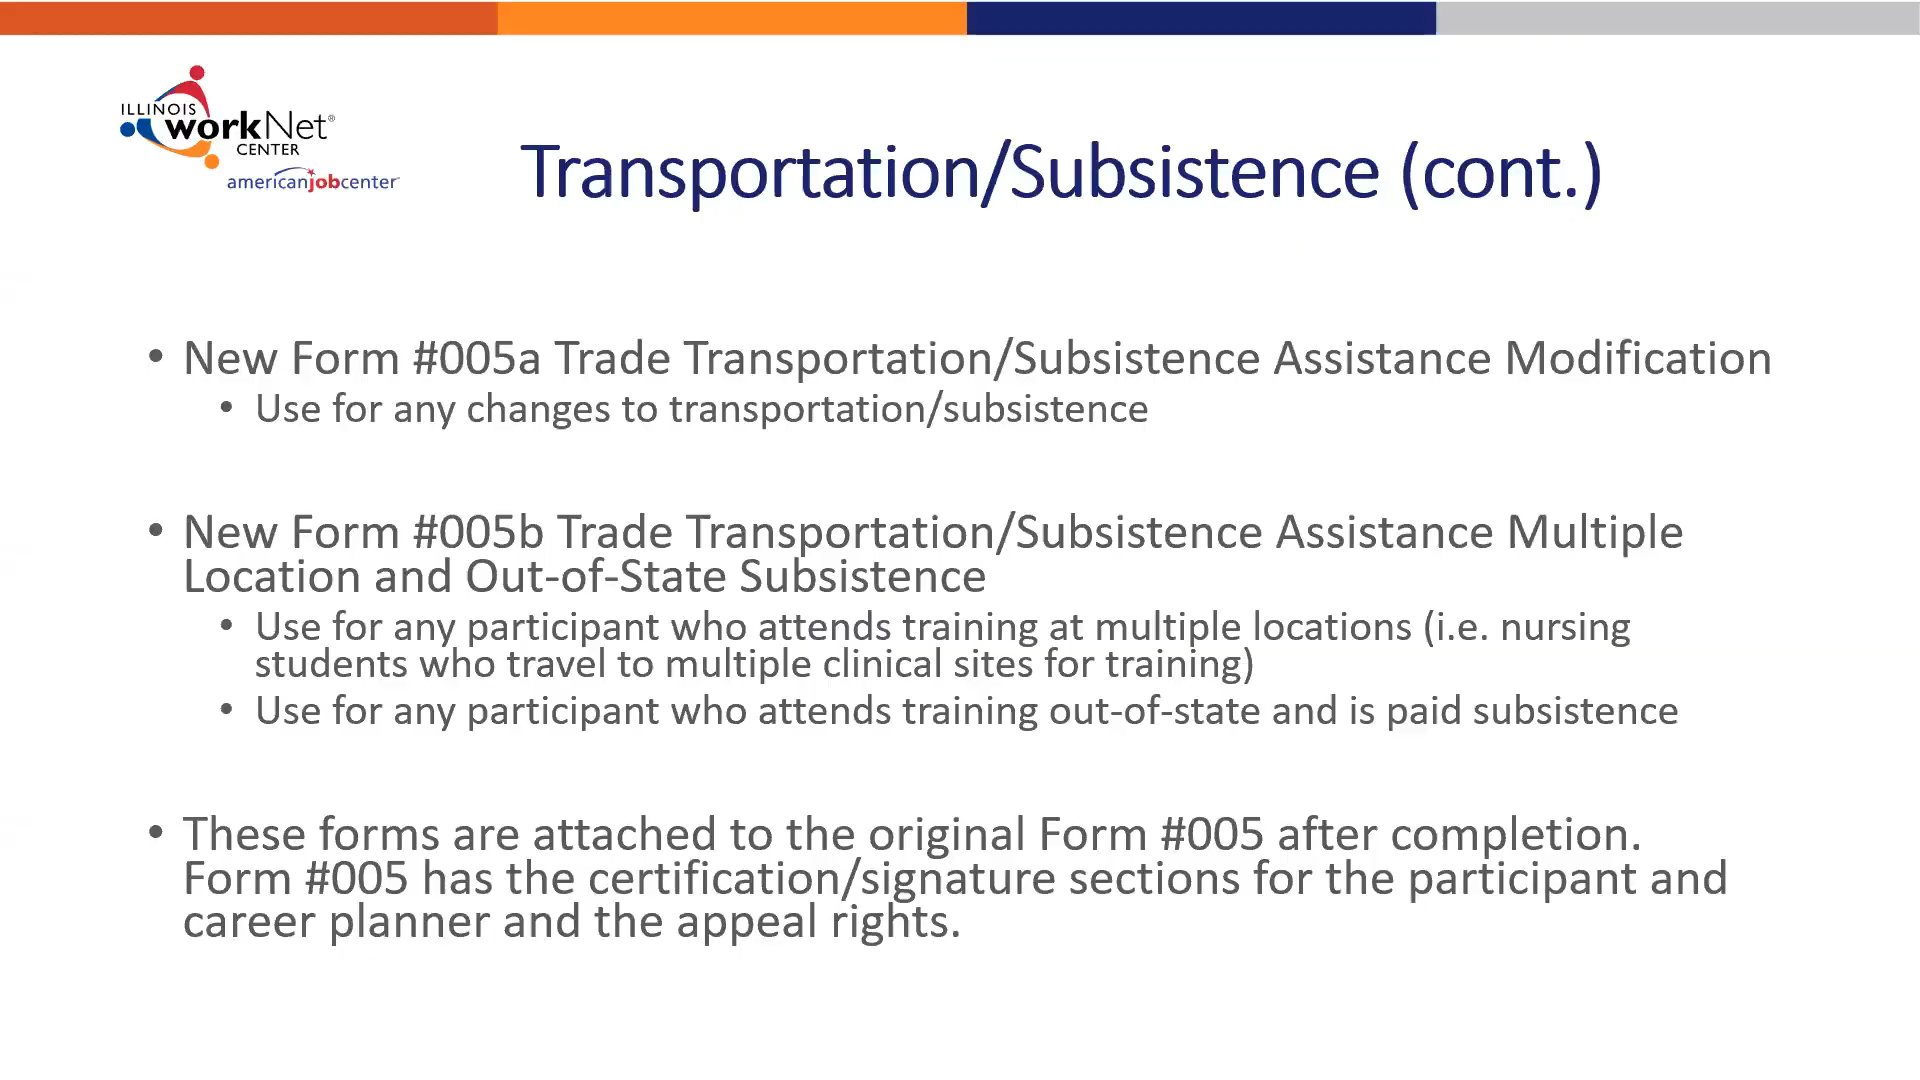 ILLINOIS
workNet®
CENTER
americanjobcenter
Transportation/Subsistence (cont.)
• New Form #005a Trade Transportation/Subsistence Assistance Modification
• Use for any changes to transportation/subsistence
• New Form #005b Trade Transportation/Subsistence Assistance Multiple
Location and Out-of-State Subsistence
• Use for any participant who attends training at multiple locations (i.e. nursing
students who travel to multiple clinical sites for training)
• Use for any participant who attends training out-of-state and is paid subsistence
• These forms are attached to the original Form #005 after completion.
Form #005 has the certification/signature sections for the participant and
career planner and the appeal rights.